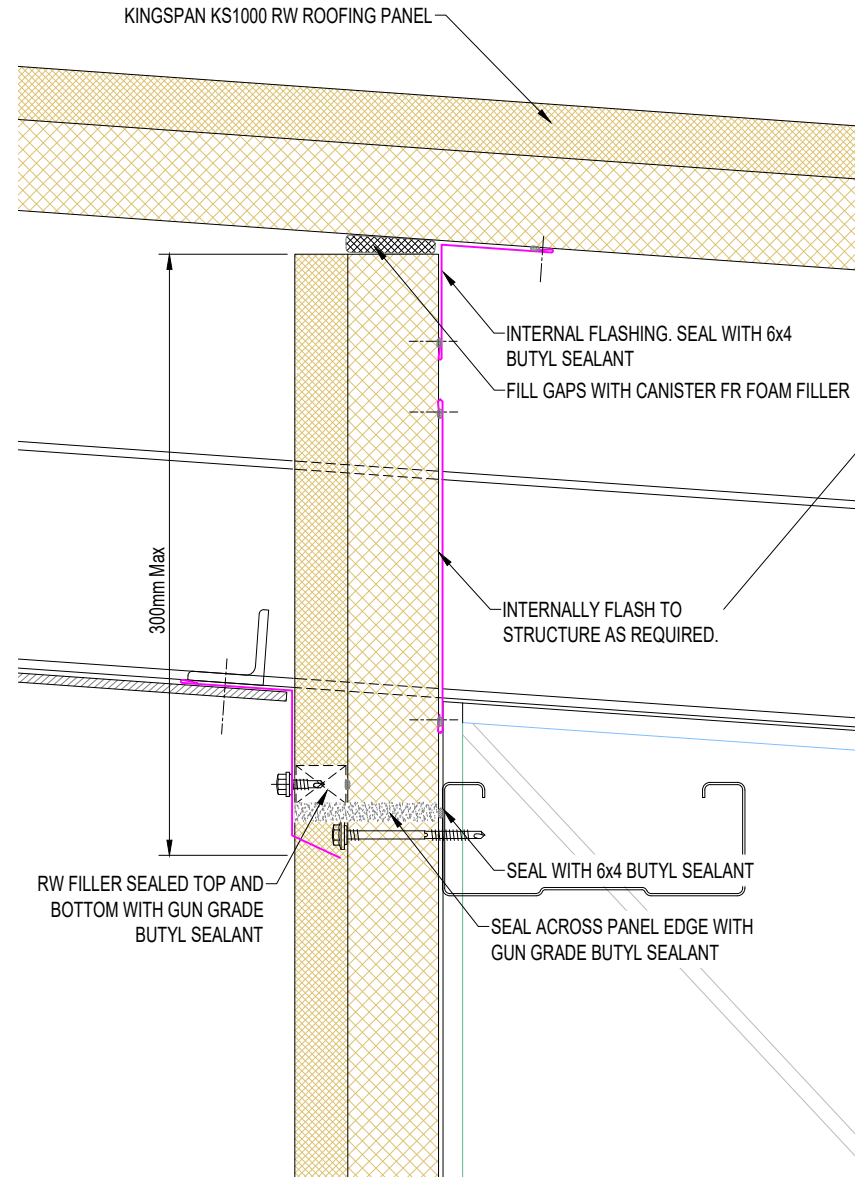 KINGSPAN KS1000 RW ROOFING PANEL
INTERNAL FLASHING. SEAL WITH 6x4
BUTYL SEALANT
FILL GAPS WITH CANISTER FR FOAM FILLER
300mm Max
INTERNALLY FLASH TO
STRUCTURE AS REQUIRED.
SEAL WITH 6x4 BUTYL SEALANT
RW FILLER SEALED TOP AND
BOTTOM WITH GUN GRADE
BUTYL SEALANT
SEAL ACROSS PANEL EDGE WITH
GUN GRADE BUTYL SEALANT